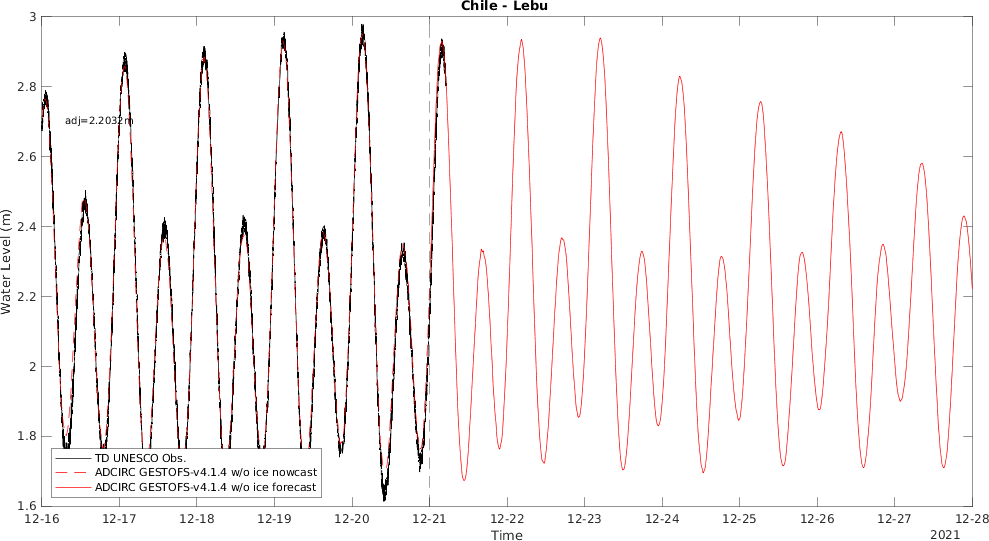 Chile - Lebu
3
2.8
2.6
2.4
2.2
2
1.8
1.6
Water Level (m)
adj=2.2032m
TD UNESCO Obs.
ADCIRC GESTOFS-v4.1.4 w/o ice nowcast
ADCIRC GESTOFS-v4.1.4 w/o ice forecast
12-16 12-17 12-18 12-19 12-20 12-21 12-22 12-23 12-24 12-25 12-26 12-27 12-28
Time
2021